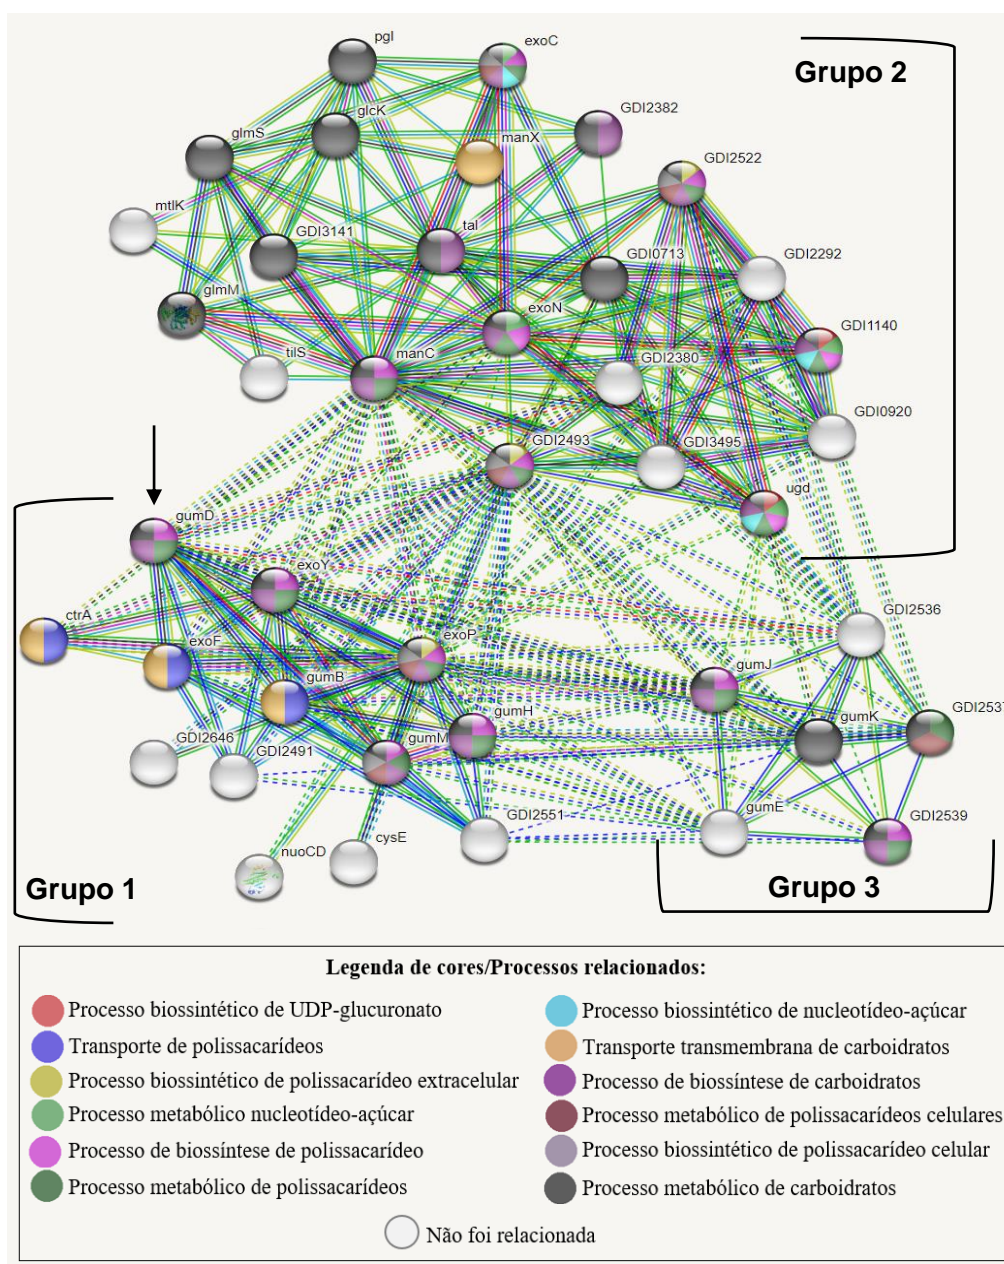 pgI
exoC
Grupo 2
GDI2382
glcK
glmS
manX
GDI2522
mtlK
GDI3141
tal
GDI0713
GDI2292
glmM
exoN
GDI1140
tilS
manC
GDI2380
GDI0920
GDI2493
GDI3495
ugd
gumD
exoY
ctrA
GDI2536
exoF
exoP
gumB
gumJ
gumH
GDI2537
gumK
GDI2646
GDI2491
gumM
gumE
GDI2551
GDI2539
cysE
nuoCD
Grupo 1
Grupo 3
Legenda de cores/Processos relacionados:
Processo biossintético de UDP-glucuronato
Transporte de polissacarídeos
Processo biossintético de polissacarídeo extracelular
Processo metabólico nucleotídeo-açúcar
Processo de biossíntese de polissacarídeo
Processo metabólico de polissacarídeos
Processo biossintético de nucleotídeo-açúcar
Transporte transmembrana de carboidratos
Processo de biossíntese de carboidratos
Processo metabólico de polissacarídeos celulares
Processo biossintético de polissacarídeo celular
Processo metabólico de carboidratos
Não foi relacionada